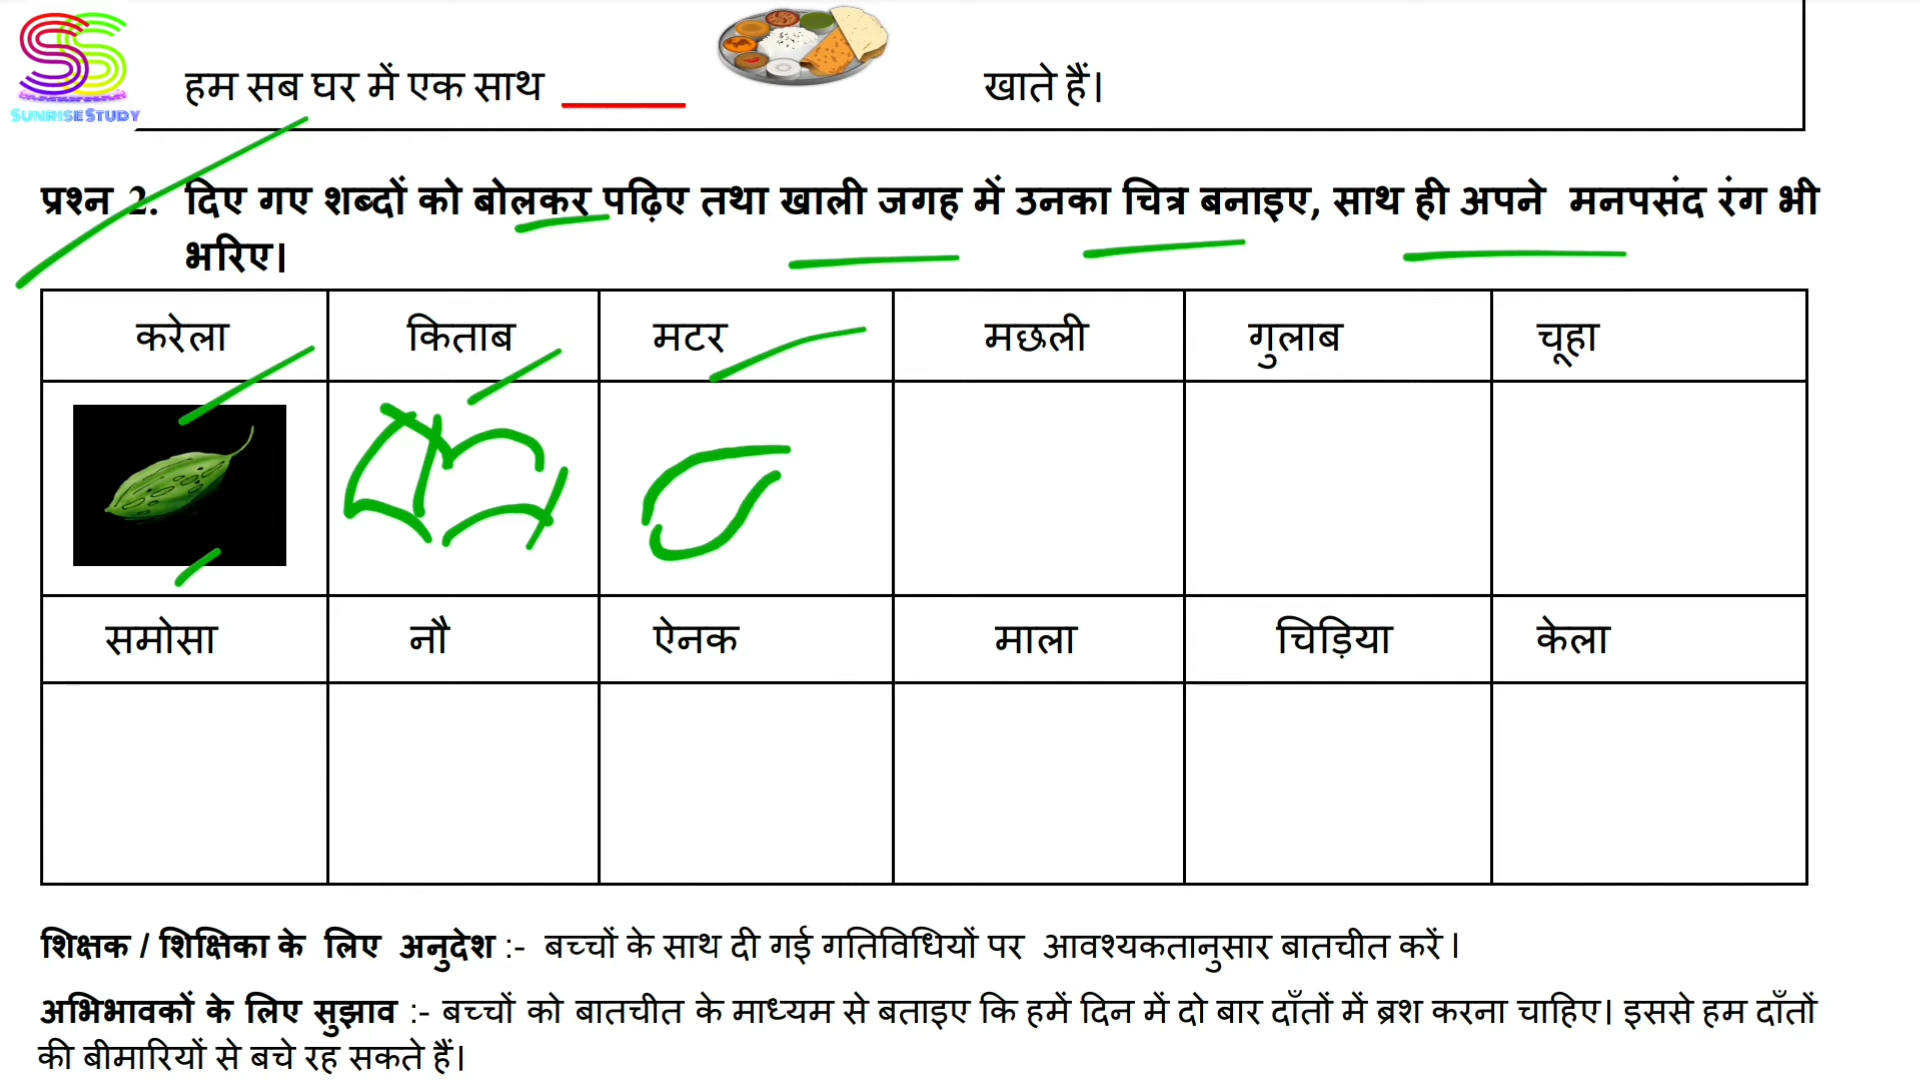 SUNRISESTUDY
हम सब घर में एक साथ ______ खाते हैं।
प्रश्न 2. दिए गए शब्दों को बोलकर पढ़िए तथा खाली जगह में उनका चित्र बनाइए, साथ ही अपने मनपसंद रंग भी
भरिए।
करेला किताब मटर मछली गुलाब चूहा
समोसा नौ ऐनक माला चिड़िया केला
शिक्षक / शिक्षिका के लिए अनुदेश :- बच्चों के साथ दी गई गतिविधियों पर आवश्यकतानुसार बातचीत करें l
अभिभावकों के लिए सुझाव :- बच्चों को बातचीत के माध्यम से बताइए कि हमें दिन में दो बार दाँतों में ब्रश करना चाहिए। इससे हम दाँतों
की बीमारियों से बचे रह सकते हैं।